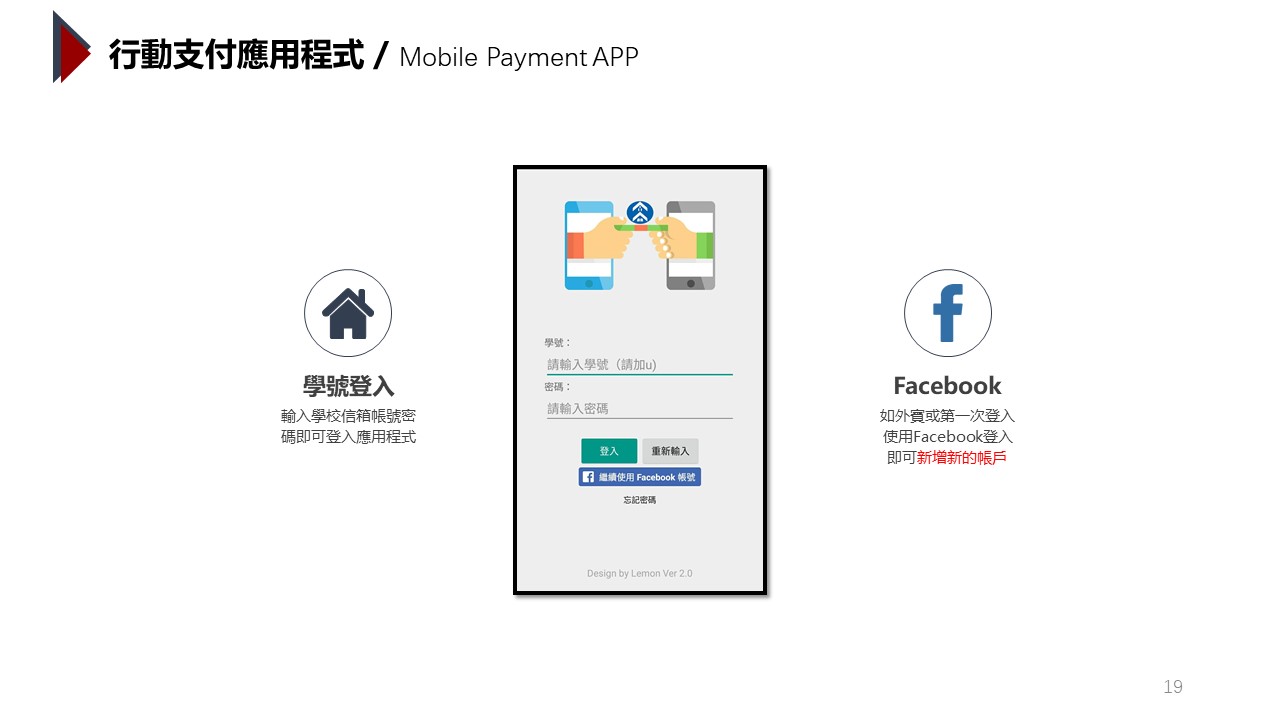 行動支付應用程式 / Mobile Payment APP
學號登入
輸入學校信箱帳號密
碼即可登入應用程式
學號：
請輸入學號（請加u)
密碼：
請輸入密碼
登入
重新輸入
繼續使用 Facebook 帳號
忘記密碼
Design by Lemon Ver 2.0
Facebook
如外賓或第一次登入
使用Facebook登入
即可新增新的帳戶
19